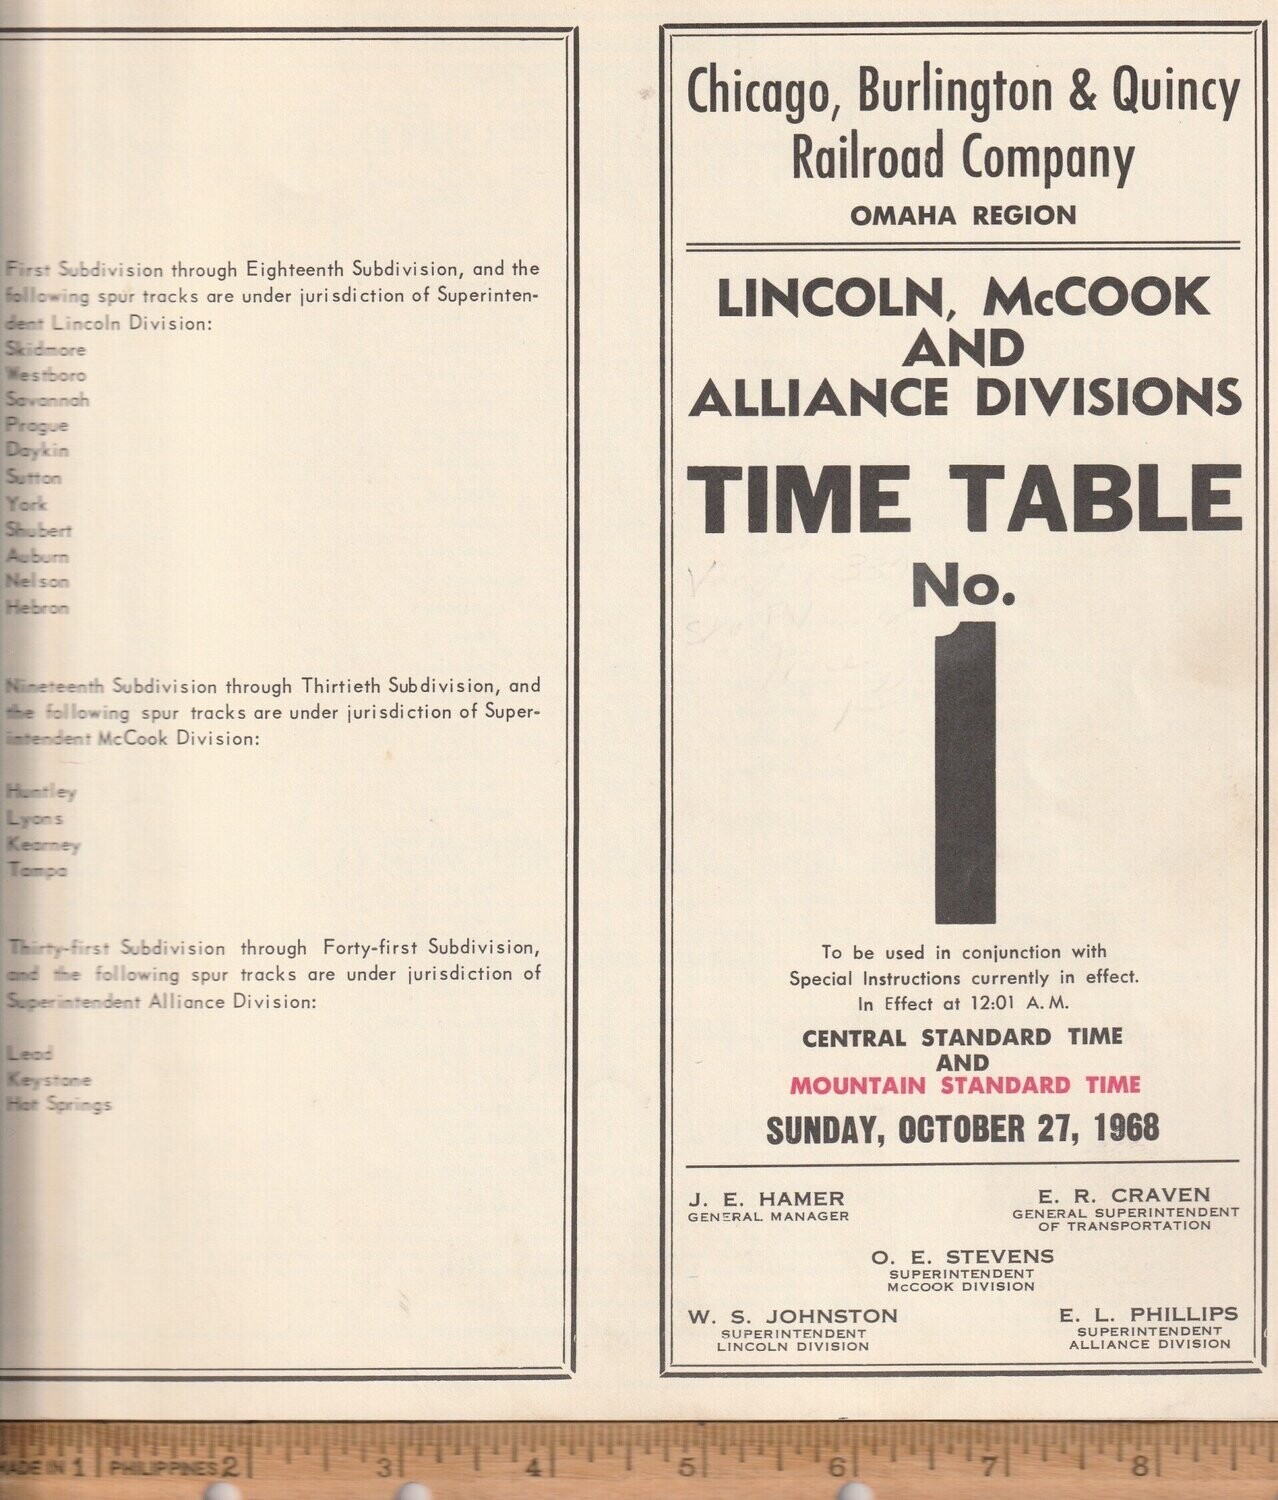 First Subdivision through Eighteenth Subdivision, and the
following spur tracks are under jurisdiction of Superinten-
dent Lincoln Division:
Skidmore
Westboro
Savannah
Prague
Daykin
Sutton
York
Shubert
Auburn
Nelson
Hebron
Nineteenth Subdivision through Thirtieth Subdivision, and
the following spur tracks are under jurisdiction of Super-
intendent McCook Division:
Huntley
Lyons
Kearney
Tampa
Thirty-first Subdivision through Forty-first Subdivision,
and the following spur tracks are under jurisdiction of
Superintendent Alliance Division:
Lead
Keystone
Hot Springs
Chicago, Burlington & Quincy
Railroad Company
OMAHA REGION
LINCOLN, McCOOK
AND
ALLIANCE DIVISIONS
TIME TABLE
No.
1
To be used in conjunction with
Special Instructions currently in effect.
In Effect at 12:01 A.M.
CENTRAL STANDARD TIME
AND
MOUNTAIN STANDARD TIME
SUNDAY, OCTOBER 27, 1968
J. E. HAMER
GENERAL MANAGER
E. R. CRAVEN
GENERAL SUPERINTENDENT
OF TRANSPORTATION
O. E. STEVENS
SUPERINTENDENT
McCOOK DIVISION
W. S. JOHNSTON
SUPERINTENDENT
LINCOLN DIVISION
E. L. PHILLIPS
SUPERINTENDENT
ALLIANCE DIVISION
MADE IN 1 PHILIPPINES 2 3 4 5 6 7 8